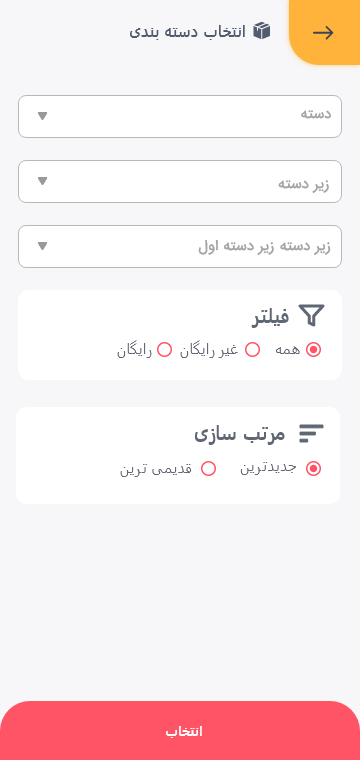 انتخاب دسته بندی
دسته
زیر دسته
زیر دسته زیر دسته اول
فیلتر
همه غیر رایگان رایگان
مرتب سازی
جدیدترین قدیمی ترین
انتخاب